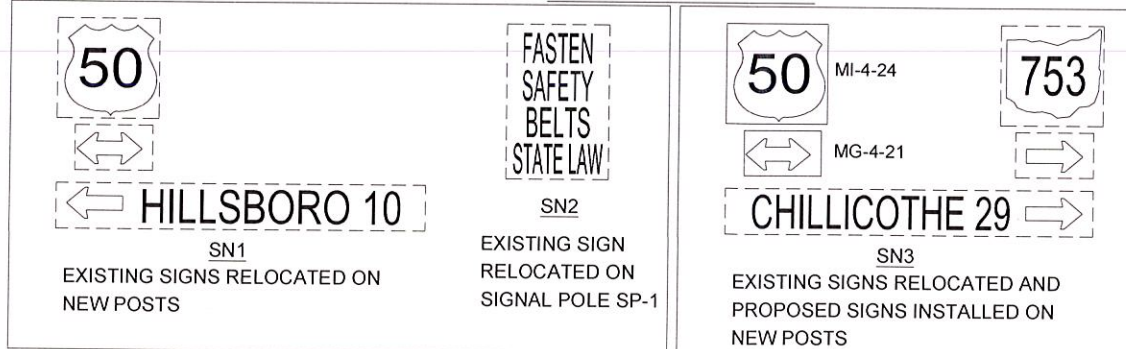 50
HILLSBORO 10
SN1
EXISTING SIGNS RELOCATED ON
NEW POSTS
FASTEN
SAFETY
BELTS
STATE LAW
SN2
EXISTING SIGN
RELOCATED ON
SIGNAL POLE SP-1
50
MI-4-24
753
MG-4-21
CHILLICOTHE 29
SN3
EXISTING SIGNS RELOCATED AND
PROPOSED SIGNS INSTALLED ON
NEW POSTS